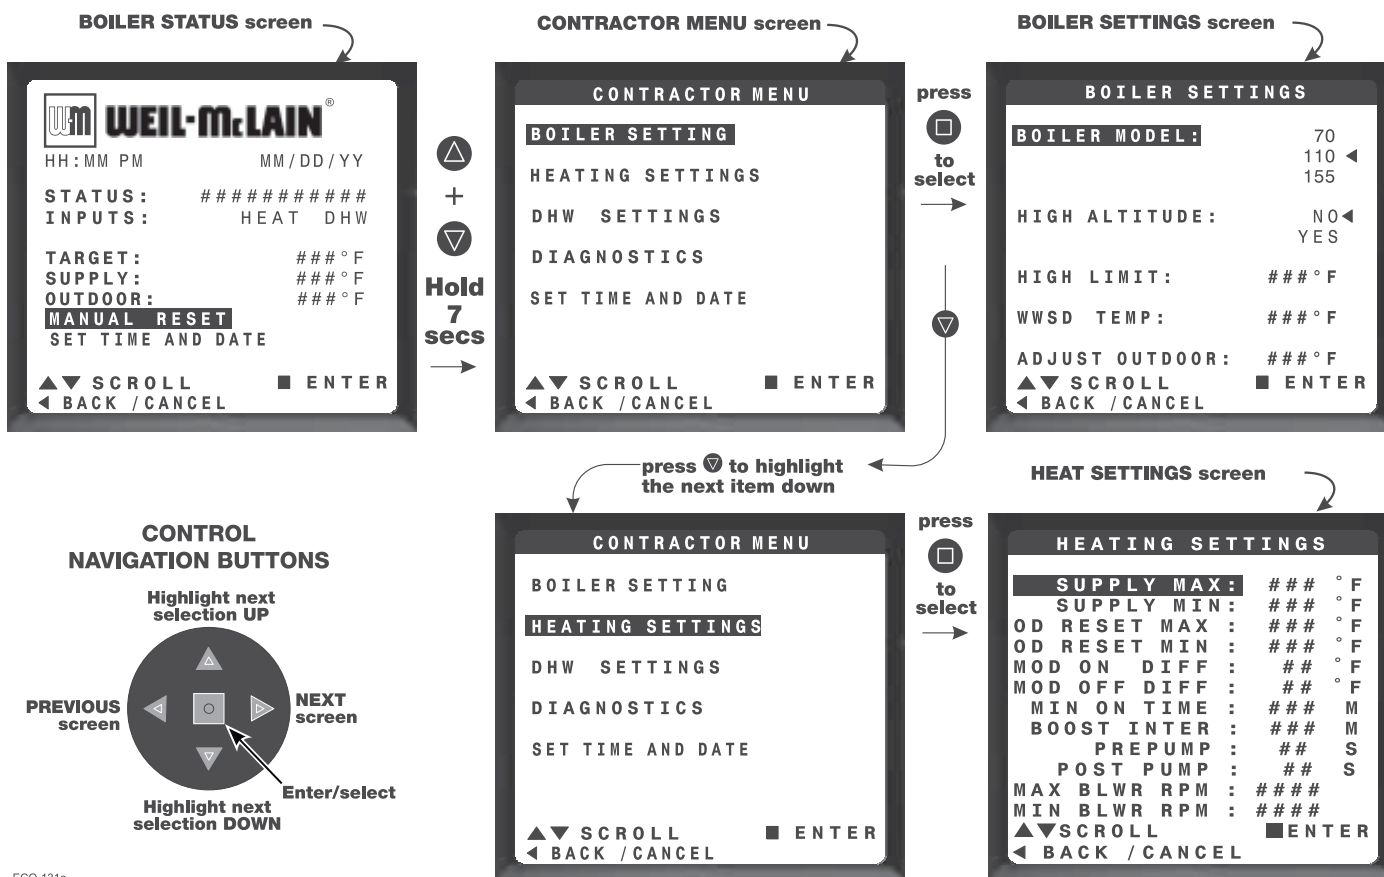 BOILER STATUS screen
WM WEIL-McLAIN®
HH:MM PM MM/DD/YY
STATUS: ###########
INPUTS: HEAT DHW
TARGET: ###°F
SUPPLY: ###°F
OUTDOOR: ###°F
MANUAL RESET
SET TIME AND DATE
▲▼ SCROLL ■ ENTER
◀ BACK /CANCEL
+
Hold
7
secs
CONTRACTOR MENU screen
CONTRACTOR MENU
BOILER SETTING
HEATING SETTINGS
DHW SETTINGS
DIAGNOSTICS
SET TIME AND DATE
▲▼ SCROLL ■ ENTER
◀ BACK /CANCEL
press
to
select
BOILER SETTINGS screen
BOILER SETTINGS
BOILER MODEL: 70
110 ◀
155
HIGH ALTITUDE: NO◀
YES
HIGH LIMIT: ###°F
WWSD TEMP: ###°F
ADJUST OUTDOOR: ###°F
▲▼ SCROLL ■ ENTER
◀ BACK /CANCEL
press to highlight
the next item down
CONTRACTOR MENU
BOILER SETTING
HEATING SETTINGS
DHW SETTINGS
DIAGNOSTICS
SET TIME AND DATE
▲▼ SCROLL ■ ENTER
◀ BACK /CANCEL
press
to
select
HEAT SETTINGS screen
HEATING SETTINGS
SUPPLY MAX: ### °F
SUPPLY MIN: ### °F
OD RESET MAX : ### °F
OD RESET MIN : ### °F
MOD ON DIFF : ## °F
MOD OFF DIFF : ## °F
MIN ON TIME : ### M
BOOST INTER : ### M
PREPUMP : ## S
POST PUMP : ## S
MAX BLWR RPM : ####
MIN BLWR RPM : ####
▲▼SCROLL ■ENTER
◀ BACK /CANCEL
CONTROL
NAVIGATION BUTTONS
Highlight next
selection UP
PREVIOUS
screen
NEXT
screen
Enter/select
Highlight next
selection DOWN